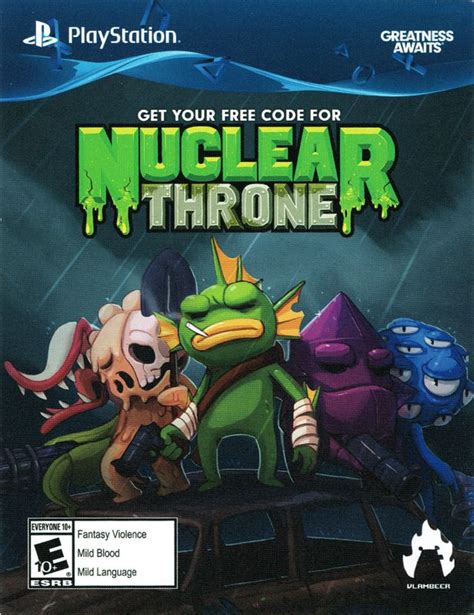 PlayStation®
GREATNESS
AWAITS™
GET YOUR FREE CODE FOR
NUCLEAR
THRONE
EVERYONE 10+
E 10+
ESRB
Fantasy Violence
Mild Blood
Mild Language
VLAMBEER